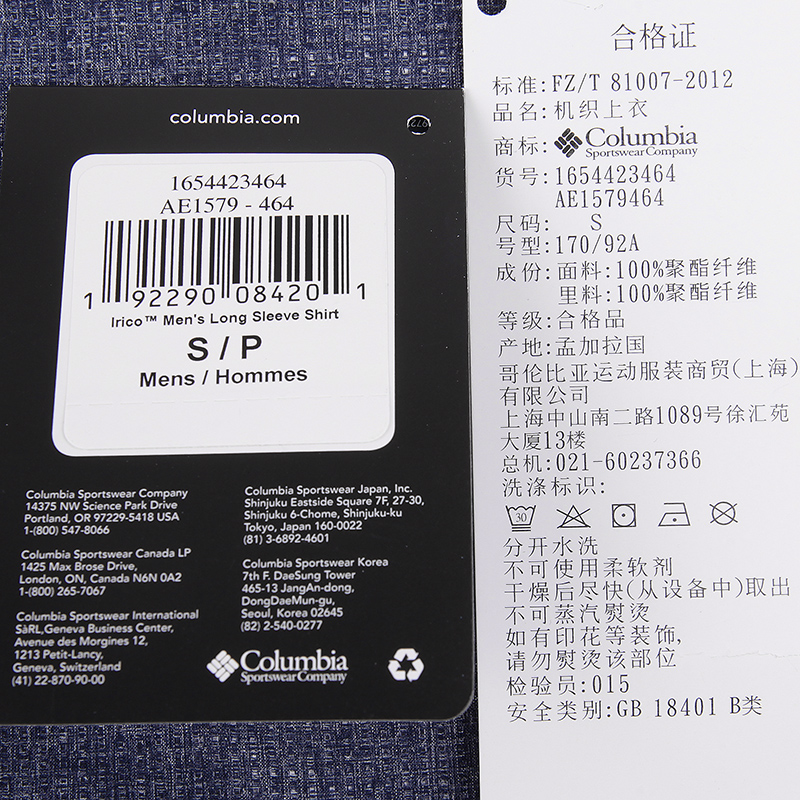 columbia.com
1654423464
AE1579 - 464
1 92290 08420 1
Irico™ Men's Long Sleeve Shirt
S / P
Mens / Hommes
Columbia Sportswear Company
14375 NW Science Park Drive
Portland, OR 97229-5418 USA
1-(800) 547-8066
Columbia Sportswear Canada LP
1425 Max Brose Drive,
London, ON, Canada N6N 0A2
1-(800) 265-7067
Columbia Sportswear International
SàRL,Geneva Business Center,
Avenue des Morgines 12,
1213 Petit-Lancy,
Geneva, Switzerland
(41) 22-870-90-00
Columbia Sportswear Japan, Inc.
Shinjuku Eastside Square 7F, 27-30,
Shinjuku 6-Chome, Shinjuku-ku
Tokyo, Japan 160-0022
(81) 3-6892-4601
Columbia Sportswear Korea
7th F. DaeSung Tower
465-13 JangAn-dong,
DongDaeMun-gu,
Seoul, Korea 02645
(82) 2-540-0277
Columbia
Sportswear Company
合格证
标准:FZ/T 81007-2012
品名:机织上衣
商标: Columbia
Sportswear Company
货号:1654423464
AE1579464
尺码: S
号型:170/92A
成份:面料:100%聚酯纤维
里料:100%聚酯纤维
等级:合格品
产地:孟加拉国
哥伦比亚运动服装商贸(上海)
有限公司
上海中山南二路1089号徐汇苑
大厦13楼
总机:021-60237366
洗涤标识:
30
分开水洗
不可使用柔软剂
干燥后尽快(从设备中)取出
不可蒸汽熨烫
如有印花等装饰,
请勿熨烫该部位
检验员:015
安全类别:GB 18401 B类